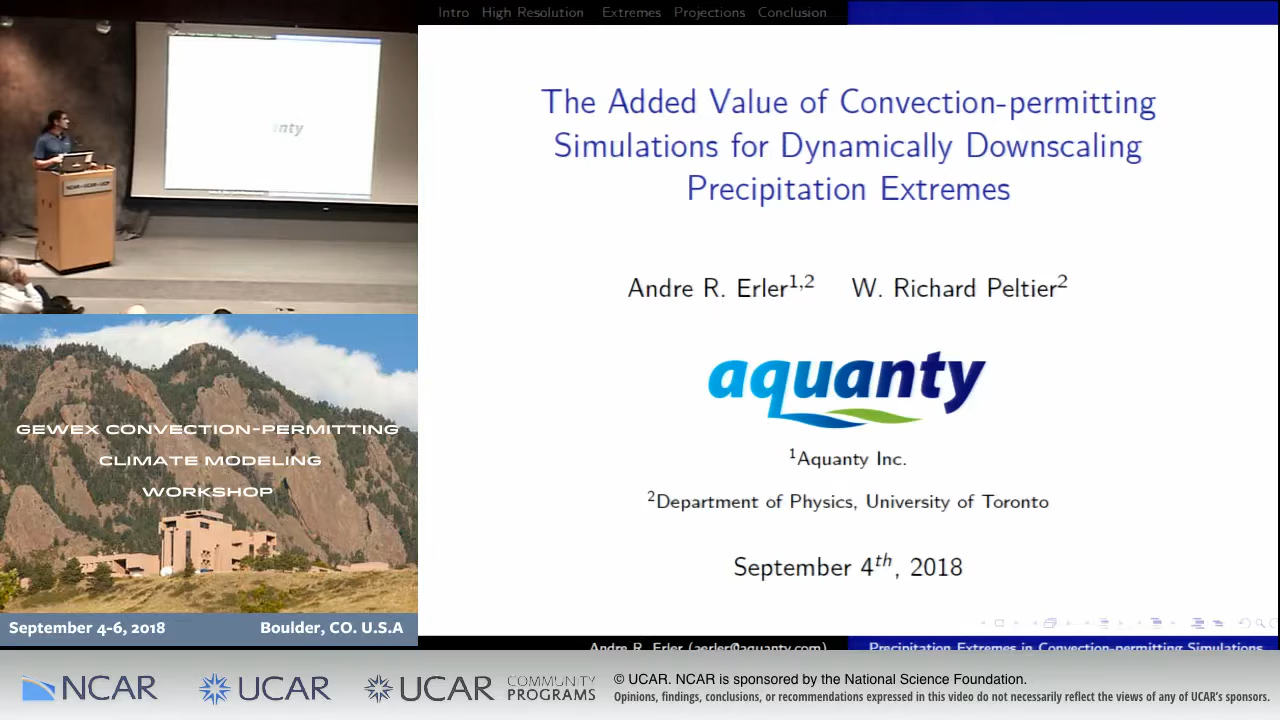 Intro High Resolution Extremes Projections Conclusion
The Added Value of Convection-permitting
Simulations for Dynamically Downscaling
Precipitation Extremes
Andre R. Erler1,2 W. Richard Peltier2
aquanty
1Aquanty Inc.
2Department of Physics, University of Toronto
September 4th, 2018
Andre R. Erler (aerler@aquanty.com) Precipitation Extremes in Convection-permitting Simulations
nty
NCAR UCAR UCP
GEWEX CONVECTION-PERMITTING
CLIMATE MODELING
WORKSHOP
September 4-6, 2018 Boulder, CO. U.S.A
NCAR UCAR UCAR COMMUNITY PROGRAMS
© UCAR. NCAR is sponsored by the National Science Foundation.
Opinions, findings, conclusions, or recommendations expressed in this video do not necessarily reflect the views of any of UCAR's sponsors.